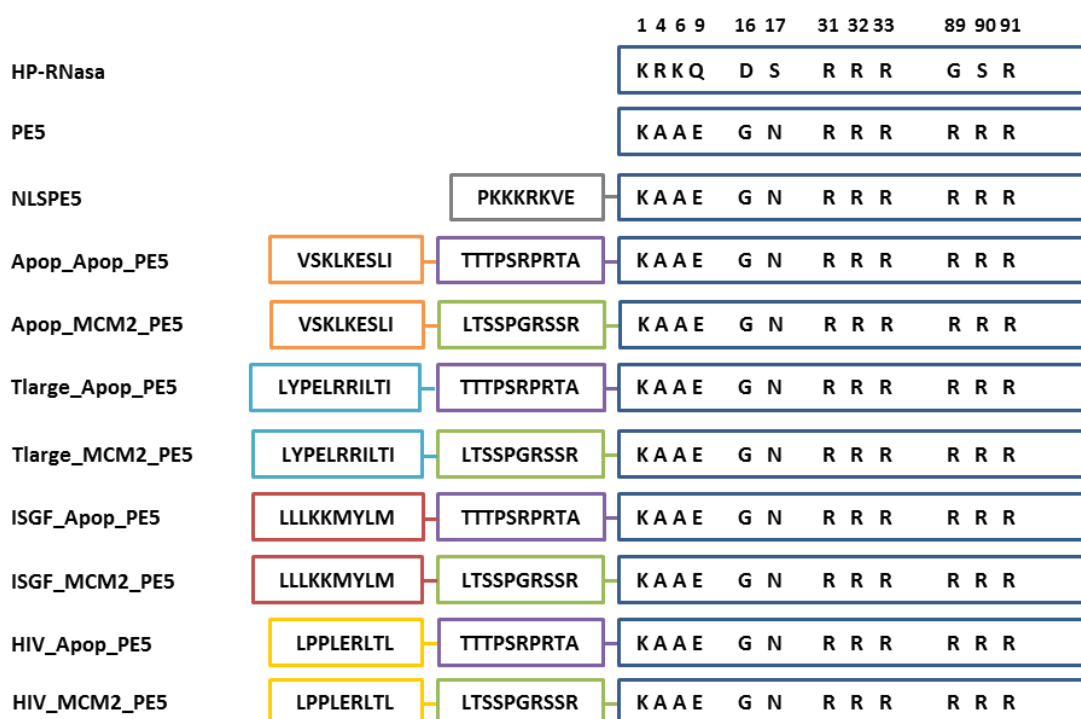 1 4 6 9 16 17 31 32 33 89 90 91
HP-RNasa K R K Q D S R R R G S R
PE5 K A A E G N R R R R R R
NLSPE5 PKKKRKVE K A A E G N R R R R R R
Apop_Apop_PE5 VSKLKESLI TTTPSRPRTA K A A E G N R R R R R R
Apop_MCM2_PE5 VSKLKESLI LTSSPGRSSR K A A E G N R R R R R R
Tlarge_Apop_PE5 LYPELRRILTI TTTPSRPRTA K A A E G N R R R R R R
Tlarge_MCM2_PE5 LYPELRRILTI LTSSPGRSSR K A A E G N R R R R R R
ISGF_Apop_PE5 LLLKKMYLM TTTPSRPRTA K A A E G N R R R R R R
ISGF_MCM2_PE5 LLLKKMYLM LTSSPGRSSR K A A E G N R R R R R R
HIV_Apop_PE5 LPPLERLTL TTTPSRPRTA K A A E G N R R R R R R
HIV_MCM2_PE5 LPPLERLTL LTSSPGRSSR K A A E G N R R R R R R